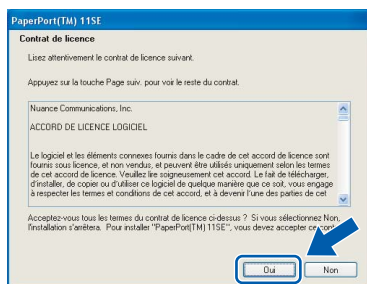 PaperPort(TM) 11SE
Contrat de licence
Lisez attentivement le contrat de licence suivant.
Appuyez sur la touche Page suiv. pour voir le reste du contrat.
Nuance Communications, Inc.
ACCORD DE LICENCE LOGICIEL
Le logiciel et les éléments connexes fournis dans le cadre de cet accord de licence sont
fournis sous licence, et non vendus, et peuvent être utilisés uniquement selon les termes
de cet accord de licence. Veuillez lire soigneusement cet accord. Le fait de télécharger,
d'installer, de copier ou d'utiliser ce logiciel de quelque manière que ce soit, vous engage
à respecter les termes et conditions de cet accord, et à devenir l'une des parties de cet
Acceptez-vous tous les termes du contrat de licence ci-dessus ? Si vous sélectionnez Non,
l'installation s'arrêtera. Pour installer "PaperPort(TM) 11SE", vous devez accepter ce
Oui
Non